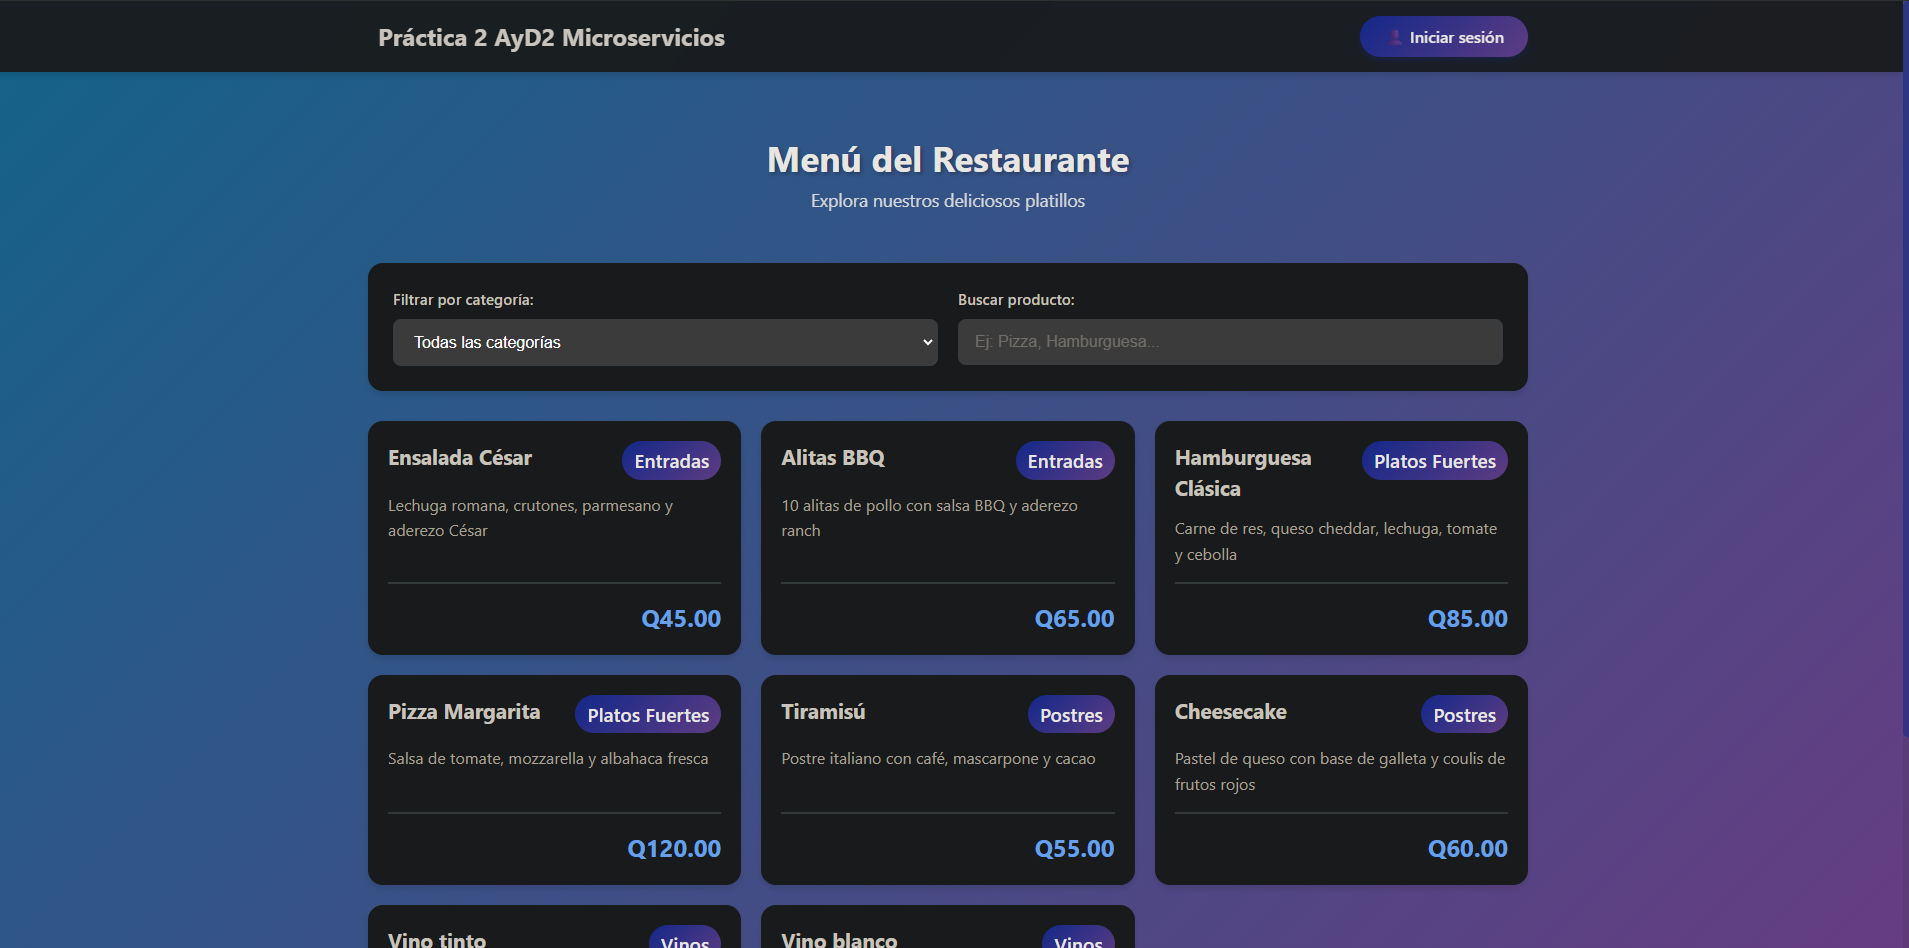 Práctica 2 AyD2 Microservicios
Iniciar sesión
Menú del Restaurante
Explora nuestros deliciosos platillos
Filtrar por categoría:
Buscar producto:
Todas las categorías
Ej: Pizza, Hamburguesa...
Ensalada César
Entradas
Lechuga romana, crutones, parmesano y
aderezo César
Q45.00
Alitas BBQ
Entradas
10 alitas de pollo con salsa BBQ y aderezo
ranch
Q65.00
Hamburguesa
Clásica
Platos Fuertes
Carne de res, queso cheddar, lechuga, tomate
y cebolla
Q85.00
Pizza Margarita
Platos Fuertes
Salsa de tomate, mozzarella y albahaca fresca
Q120.00
Tiramisú
Postres
Postre italiano con café, mascarpone y cacao
Q55.00
Cheesecake
Postres
Pastel de queso con base de galleta y coulis de
frutos rojos
Q60.00
Vino tinto
Vinos
Vino blanco
Vinos